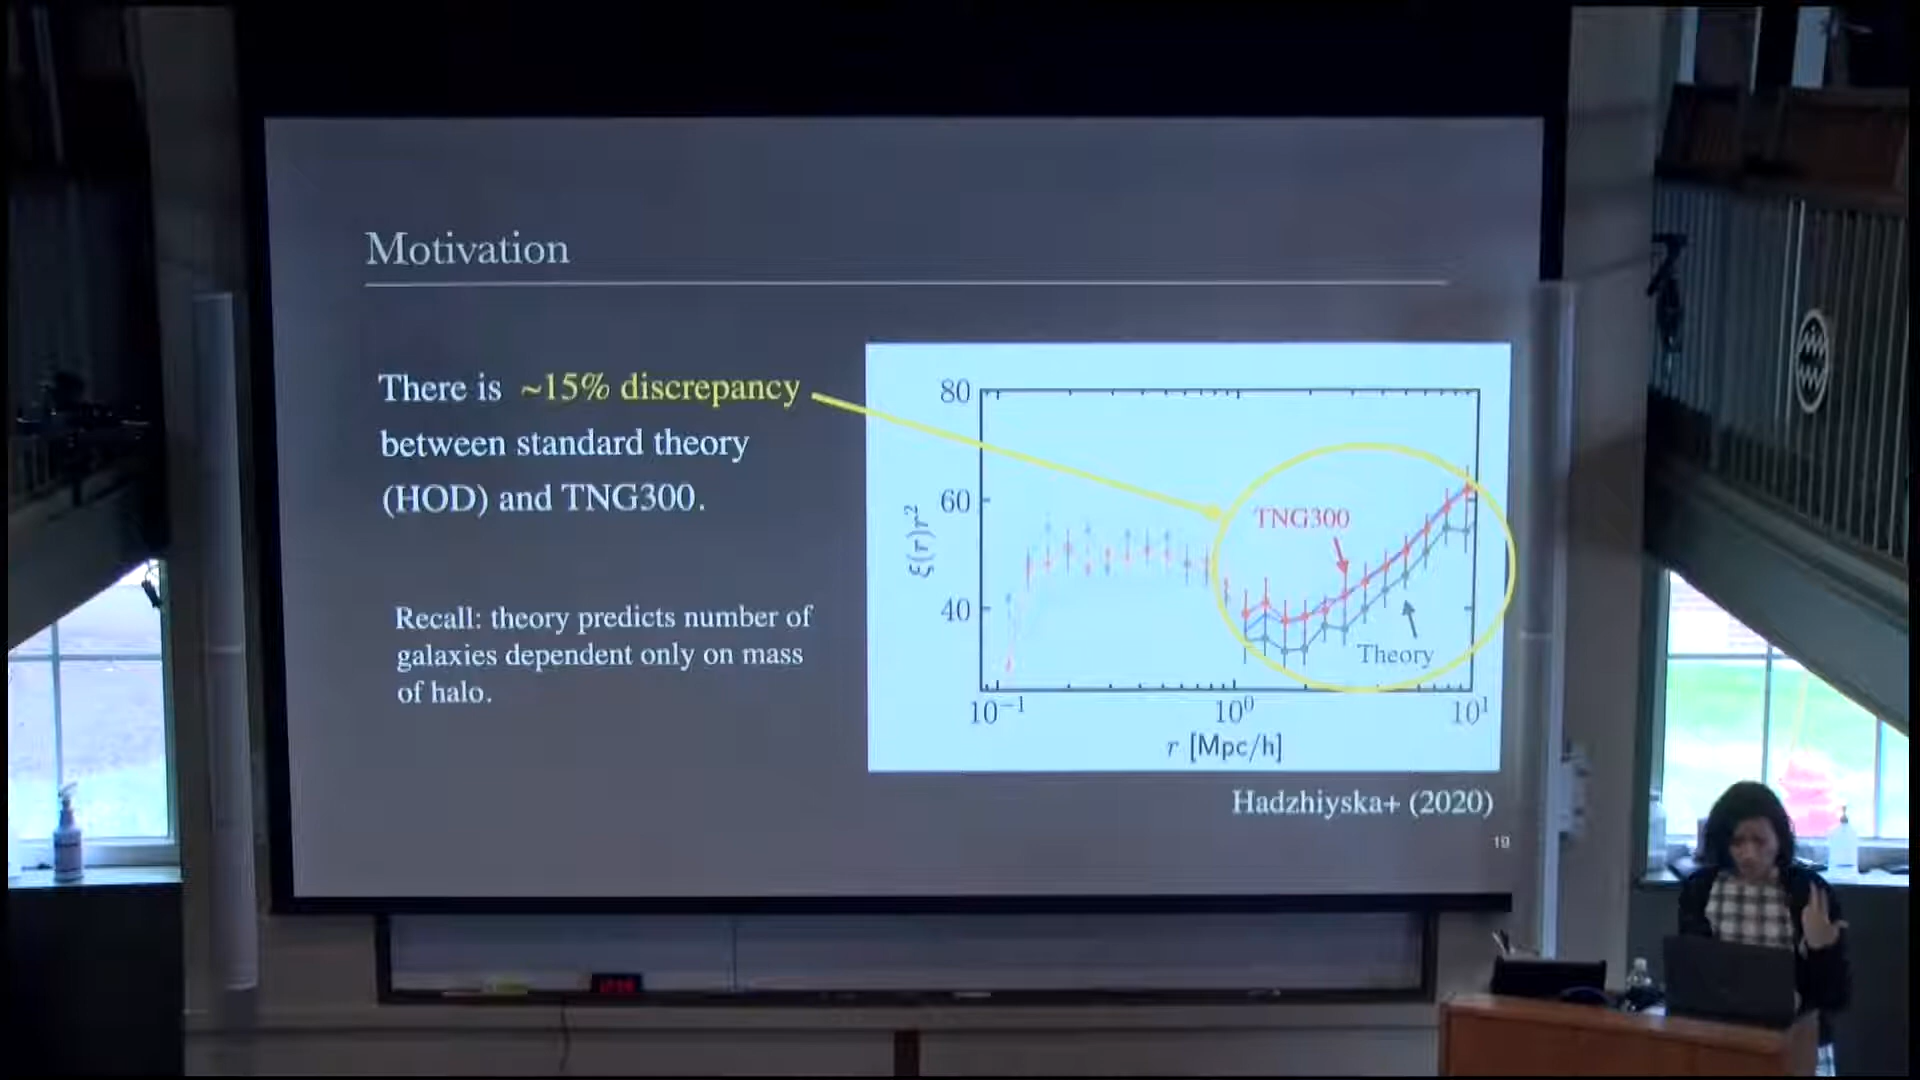 Motivation
There is ~15% discrepancy
between standard theory
(HOD) and TNG300.
Recall: theory predicts number of
galaxies dependent only on mass
of halo.
80
60
40
ξ(r)r²
TNG300
Theory
10⁻¹ 10⁰ 10¹
r [Mpc/h]
Hadzhiyska+ (2020)
19